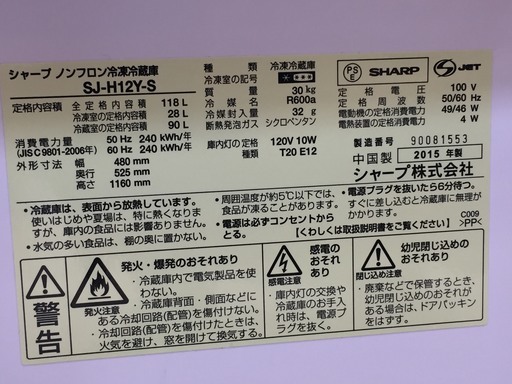 シャープ ノンフロン冷凍冷蔵庫
SJ-H12Y-S
定格内容積 全定格内容積 118 L
冷凍室の定格内容積 28 L
冷蔵室の定格内容積 90 L
消費電力量 50 Hz 240 kWh/年
(JIS C9801-2006年) 60 Hz 240 kWh/年
外形寸法 幅 480 mm
奥行 525 mm
高さ 1160 mm
種類 冷凍冷蔵庫
冷凍室の記号
質量 30 kg
冷媒 R600a
冷媒封入量 32 g
断熱発泡ガス シクロペンタン
庫内灯の定格 120V 10W
T20 E12
PS
E
SHARP
S JET
定格電圧 100 V
定格周波数 50/60 Hz
電動機の定格消費電力 49/46 W
電熱装置の定格消費電力 4 W
製造番号 90081553
中国製 2015 年製
シャープ株式会社
・冷蔵庫は、表面から放熱しています。
使いはじめや夏場は、特に熱く感じますが、庫内の食品には影響ありません。
・水気の多い食品は、棚の奥に置かない。
・周囲温度が約5℃以下では、食品が凍ることがあります。
・電源は必ずコンセントからとる。
・電源プラグを抜いたら6分待つ。
すぐに差し込むと冷蔵庫に無理がかかります。
【くわしくは取扱説明書をご覧ください】
C009
>PP<
警告
発火・爆発のおそれあり
発火注意
・冷蔵庫内で電気製品を使わない。
・冷蔵庫背面・側面などにある冷却回路(配管)を傷付けない。
・冷却回路(配管)を傷付けたときは、火気を避け、窓を開けて換気する。
感電のおそれあり
感電注意
・庫内灯の交換や冷蔵庫のお手入れ時は、電源プラグを抜く。
幼児閉じ込めのおそれあり
閉じ込め注意
・廃棄などで保管するとき、幼児閉じ込めのおそれがある場合は、ドアパッキン